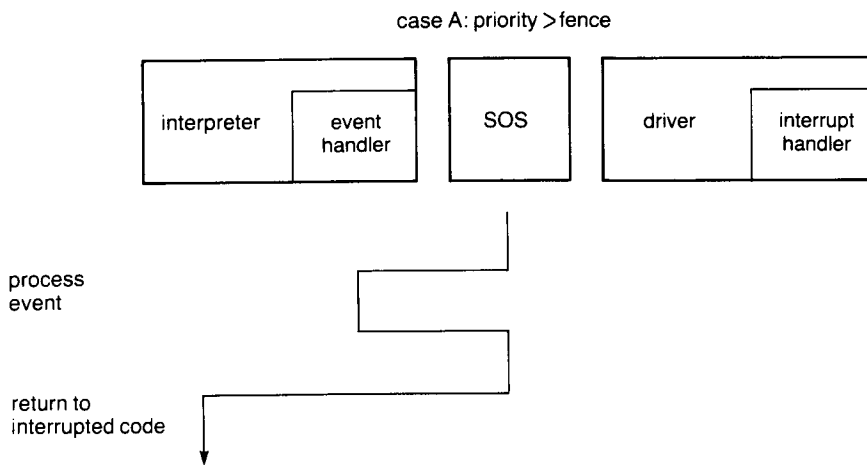 case A: priority > fence
interpreter
event
handler
SOS
driver
interrupt
handler
process
event
return to
interrupted code